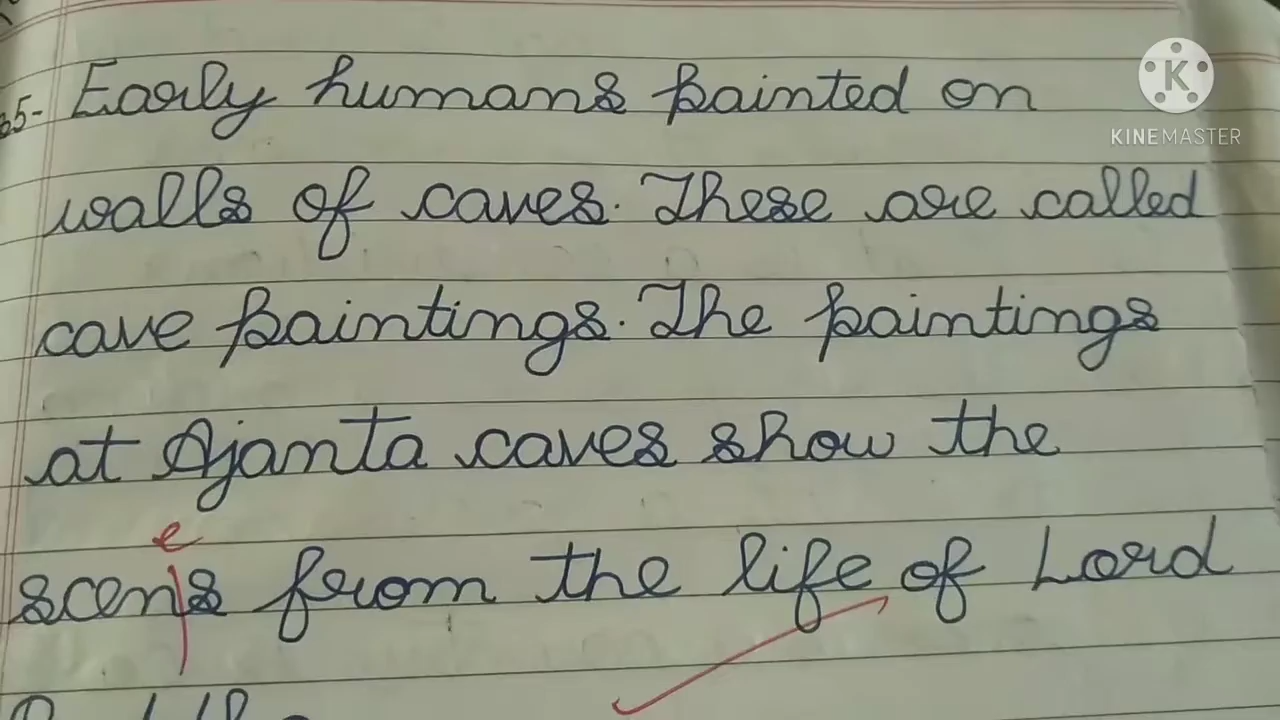 35- Early humans painted on
KINEMASTER
walls of caves. These are called
cave paintings. The paintings
at Ajanta caves show the
e
scens from the life of Lord